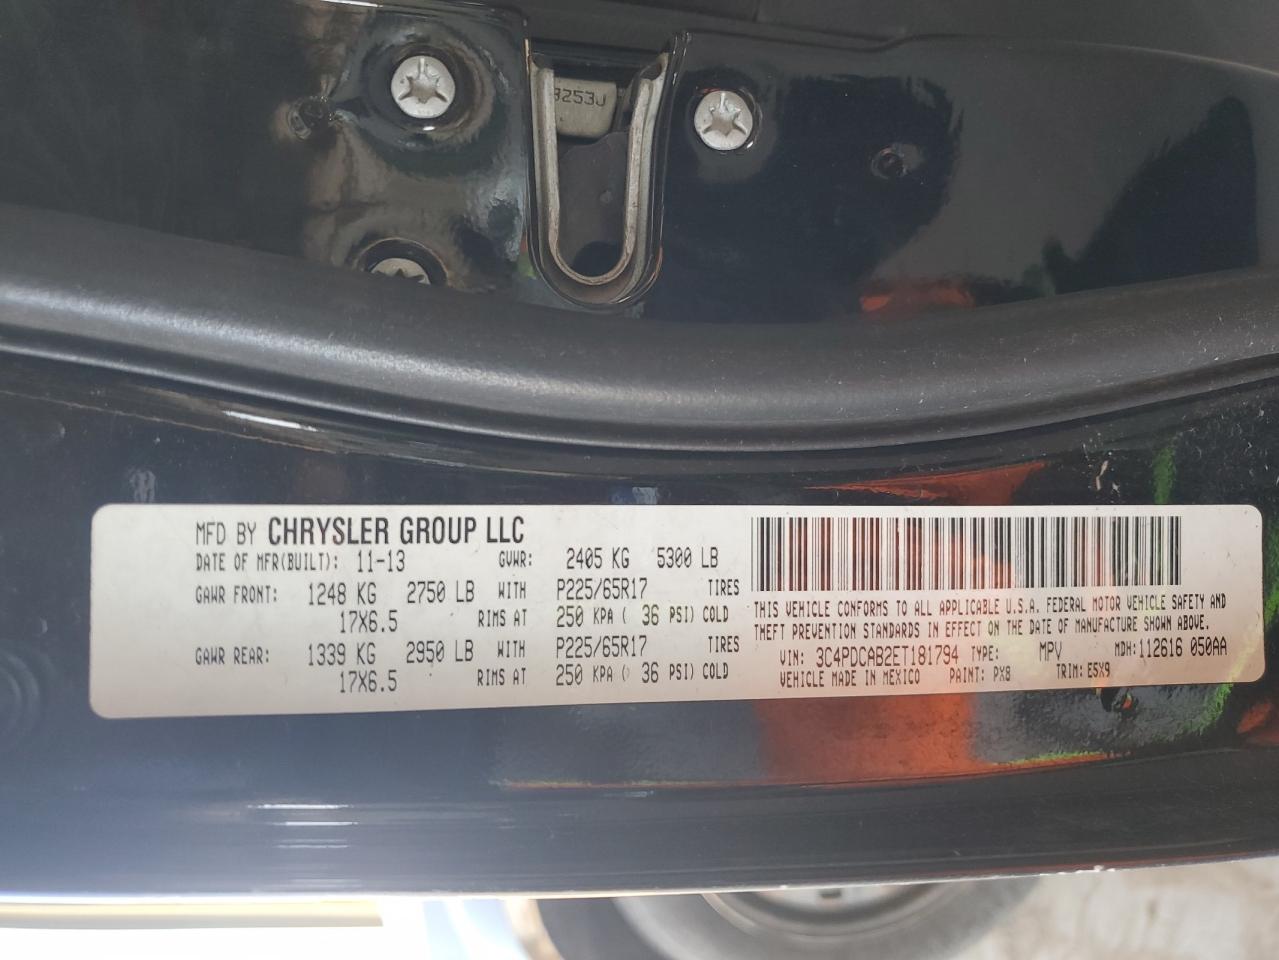 3253J
MFD BY CHRYSLER GROUP LLC
DATE OF MFR(BUILT): 11-13 GVWR: 2405 KG 5300 LB
GAWR FRONT: 1248 KG 2750 LB WITH P225/65R17 TIRES
17X6.5 RIMS AT 250 KPA ( 36 PSI) COLD
GAWR REAR: 1339 KG 2950 LB WITH P225/65R17 TIRES
17X6.5 RIMS AT 250 KPA ( 36 PSI) COLD
THIS VEHICLE CONFORMS TO ALL APPLICABLE U.S.A. FEDERAL MOTOR VEHICLE SAFETY AND
THEFT PREVENTION STANDARDS IN EFFECT ON THE DATE OF MANUFACTURE SHOWN ABOVE.
VIN: 3C4PDCAB2ET181794 TYPE: MPV MDH:112616 050AA
VEHICLE MADE IN MEXICO PAINT: PX8 TRIM: E5X9